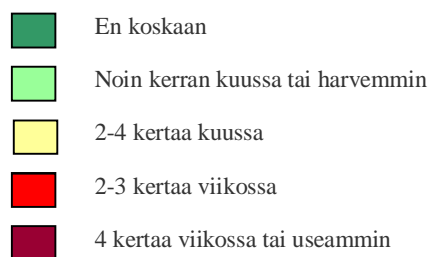 En koskaan
Noin kerran kuussa tai harvemmin
2-4 kertaa kuussa
2-3 kertaa viikossa
4 kertaa viikossa tai useammin